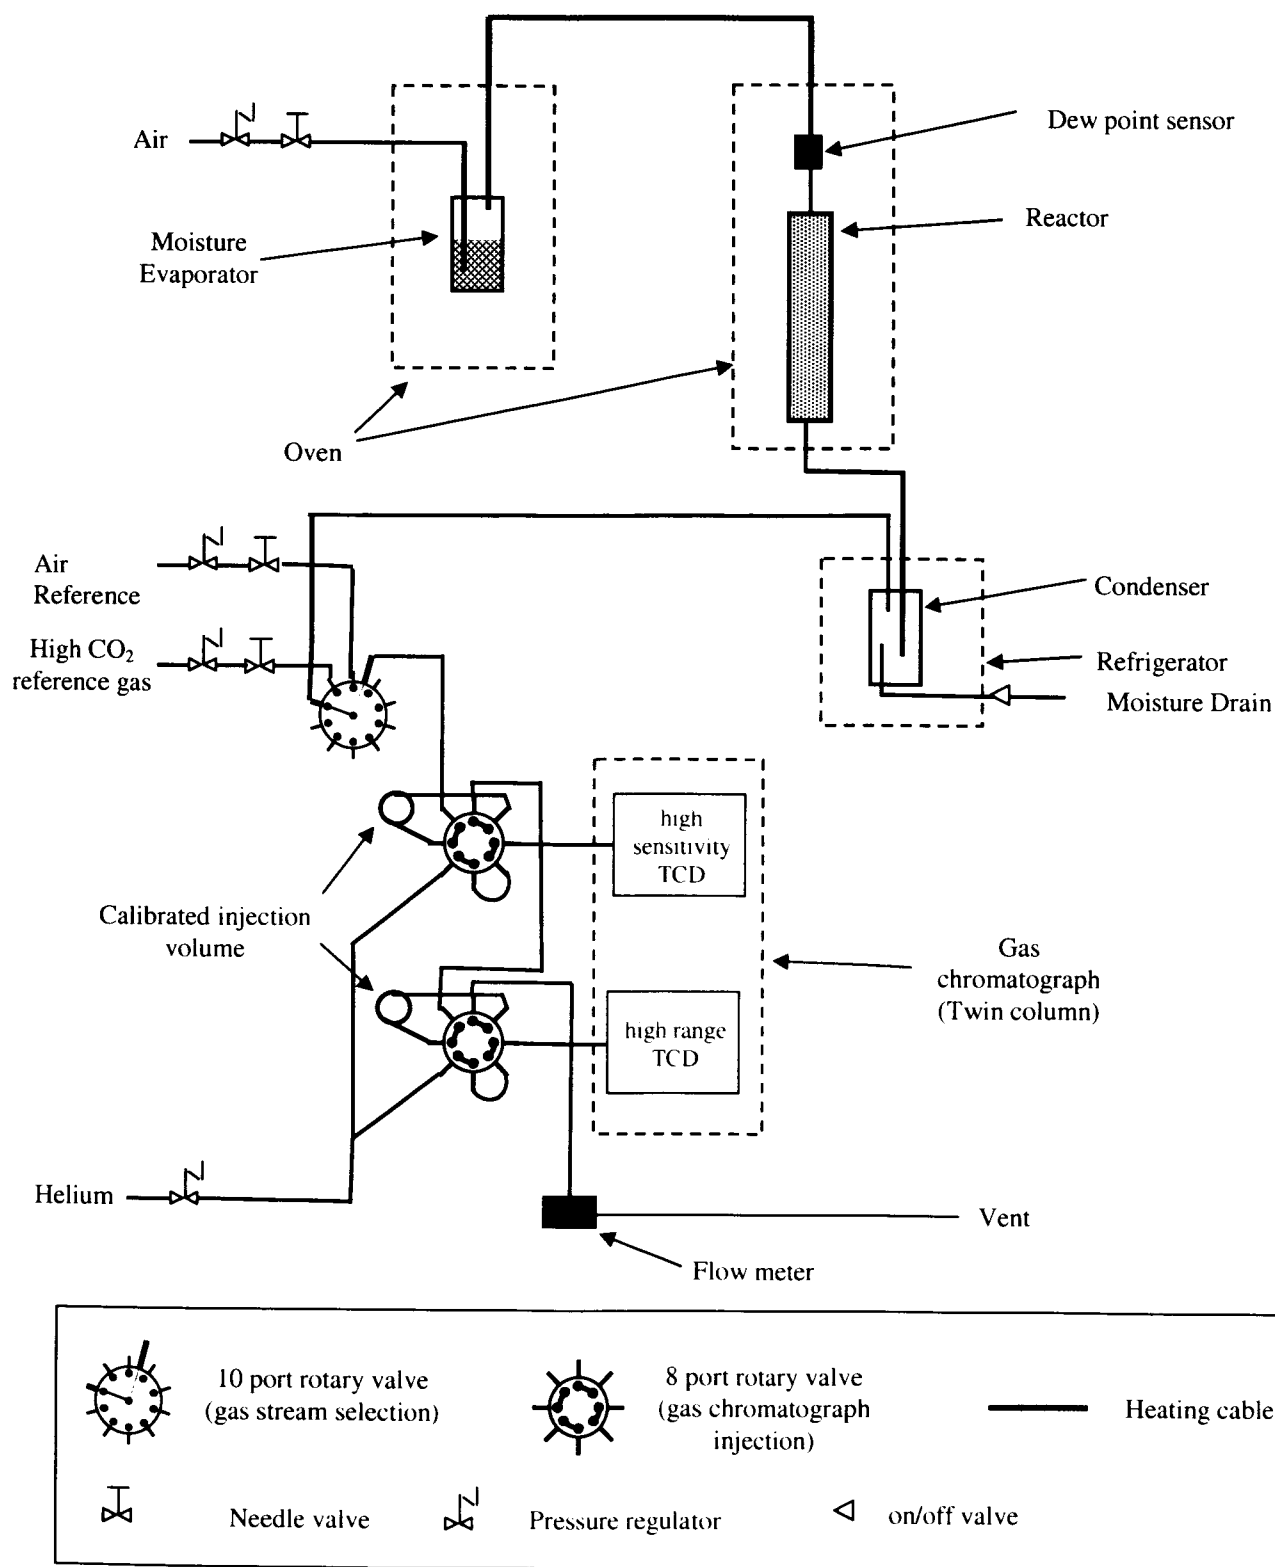 Air
Dew point sensor
Reactor
Moisture
Evaporator
Oven
Air
Reference
High CO2
reference gas
Condenser
Refrigerator
Moisture Drain
high
sensitivity
TCD
Calibrated injection
volume
Gas
chromatograph
(Twin column)
high range
TCD
Helium
Vent
Flow meter
10 port rotary valve
(gas stream selection)
8 port rotary valve
(gas chromatograph
injection)
Heating cable
Needle valve
Pressure regulator
on/off valve